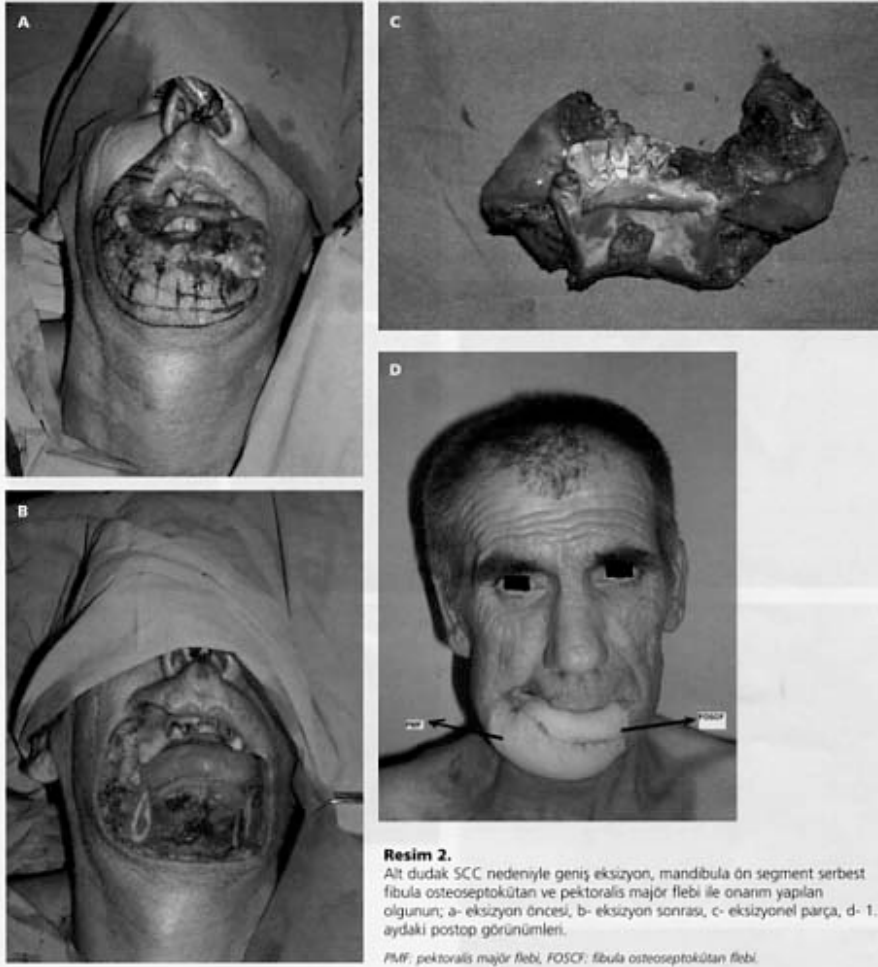 A
C
B
D
PMF
FOSCF
Resim 2.
Alt dudak SCC nedeniyle geniş eksizyon, mandibula ön segment serbest
fibula osteoseptokütan ve pektoralis majör flebi ile onarım yapılan
olgunun; a- eksizyon öncesi, b- eksizyon sonrası, c- eksizyonel parça, d- 1.
aydaki postop görünümleri.
PMF: pektoralis majör flebi, FOSCF: fibula osteoseptokütan flebi.